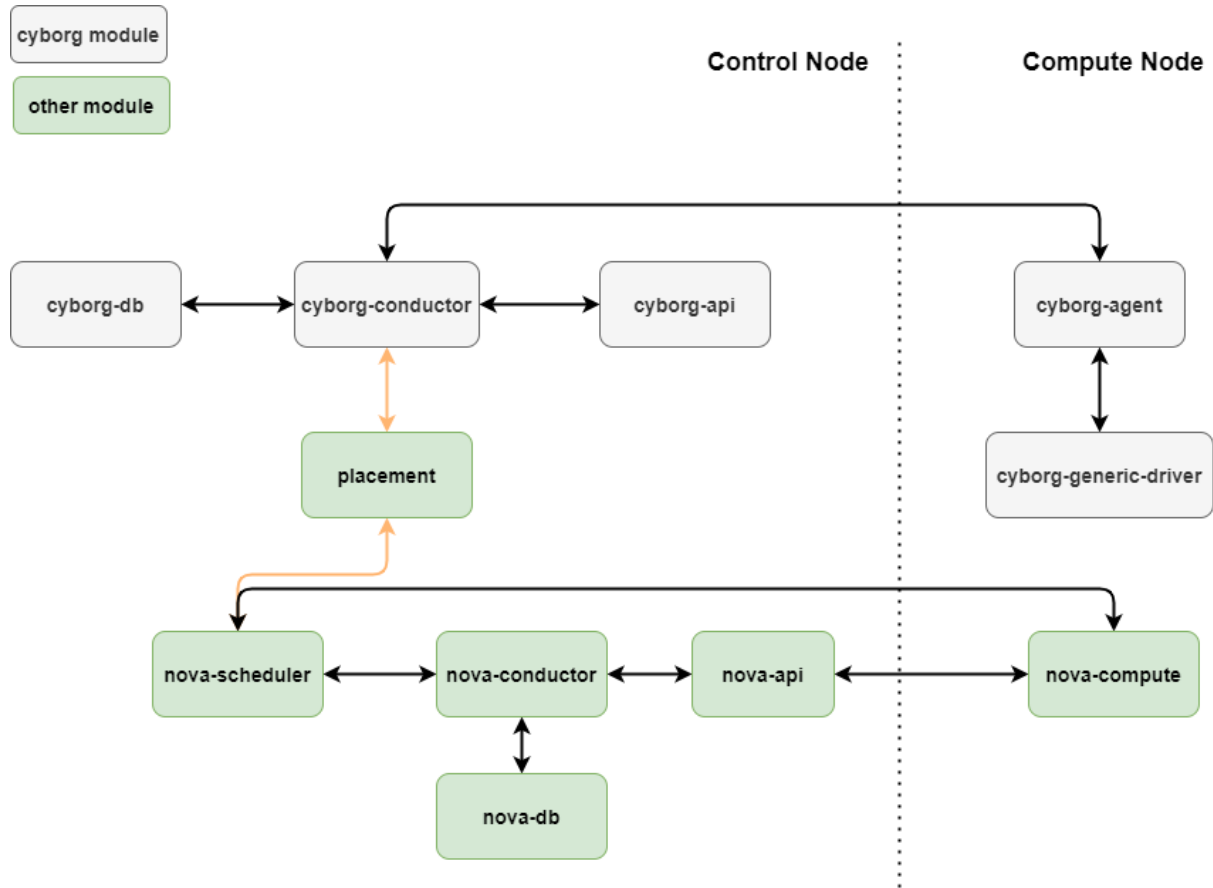 cyborg module
other module
Control Node
Compute Node
cyborg-db
cyborg-conductor
cyborg-api
cyborg-agent
placement
cyborg-generic-driver
nova-scheduler
nova-conductor
nova-api
nova-compute
nova-db